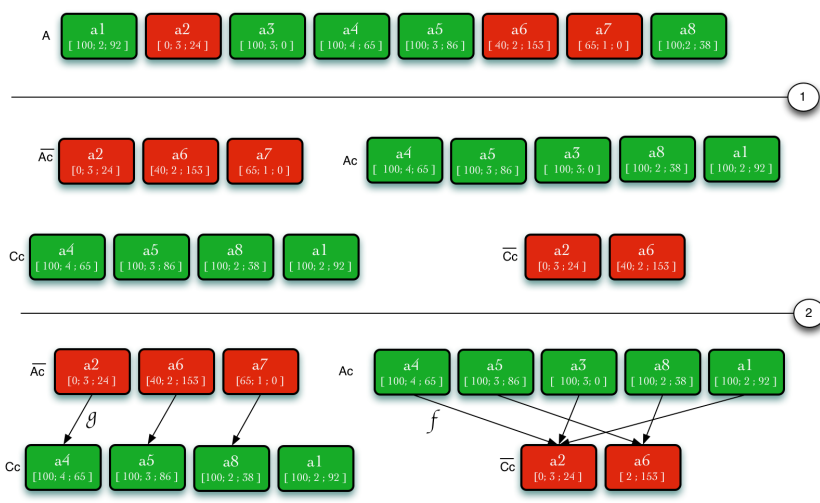 A
a1 a2 a3 a4 a5 a6 a7 a8
[ 100; 2; 92] [ 0; 3 ; 24] [ 100; 3; 0] [ 100; 4 ; 65] [100; 3 ; 86] [40; 2 ; 153] [65; 1 ; 0] [100;2 ; 38]
1
Ac
a2 a6 a7
[0; 3 ; 24] [40; 2 ; 153] [ 65; 1 ; 0]
Ac
a4 a5 a3 a8 a1
[ 100; 4; 65] [ 100; 3 ; 86] [ 100; 3; 0] [100; 2 ; 38] [100; 2 ; 92]
Cc
a4 a5 a8 a1
[ 100; 4 ; 65] [ 100; 3 ; 86] [ 100; 2 ; 38] [ 100; 2 ; 92]
Cc
a2 a6
[0; 3 ; 24] [40; 2 ; 153]
2
Ac
a2 a6 a7
[0; 3 ; 24] [40; 2 ; 153] [65; 1 ; 0]
Ac
a4 a5 a3 a8 a1
[ 100; 4 ; 65] [ 100; 3 ; 86] [ 100; 3; 0] [ 100; 2 ; 38] [ 100; 2 ; 92]
g
f
Cc
a4 a5 a8 a1
[100; 4 ; 65] [ 100; 3 ; 86] [100; 2 ; 38] [ 100; 2 ; 92]
Cc
a2 a6
[0; 3 ; 24] [ 2 ; 153]